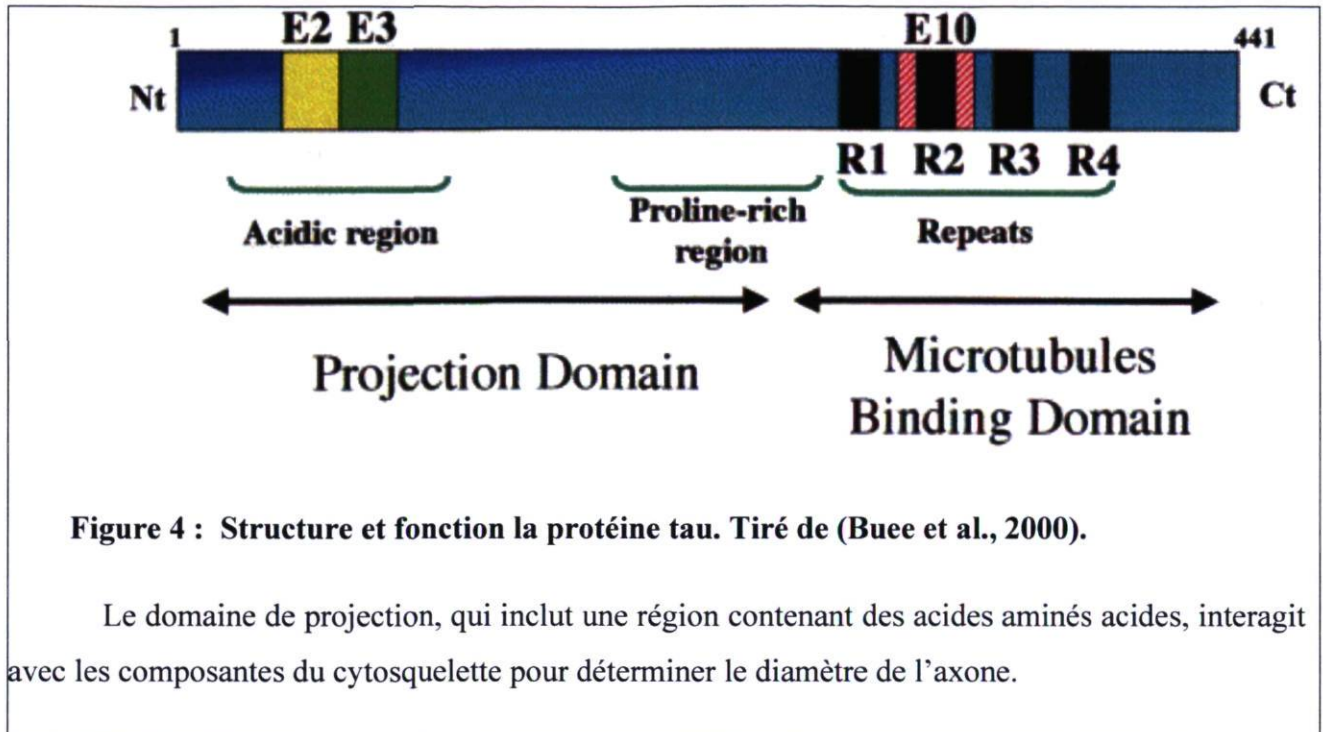 1 E2 E3 E10 441
Nt Ct
R1 R2 R3 R4
Acidic region Proline-rich region Repeats
Projection Domain
Microtubules
Binding Domain
Figure 4 : Structure et fonction la protéine tau. Tiré de (Buee et al., 2000).
Le domaine de projection, qui inclut une région contenant des acides aminés acides, interagit
avec les composantes du cytosquelette pour déterminer le diamètre de l'axone.